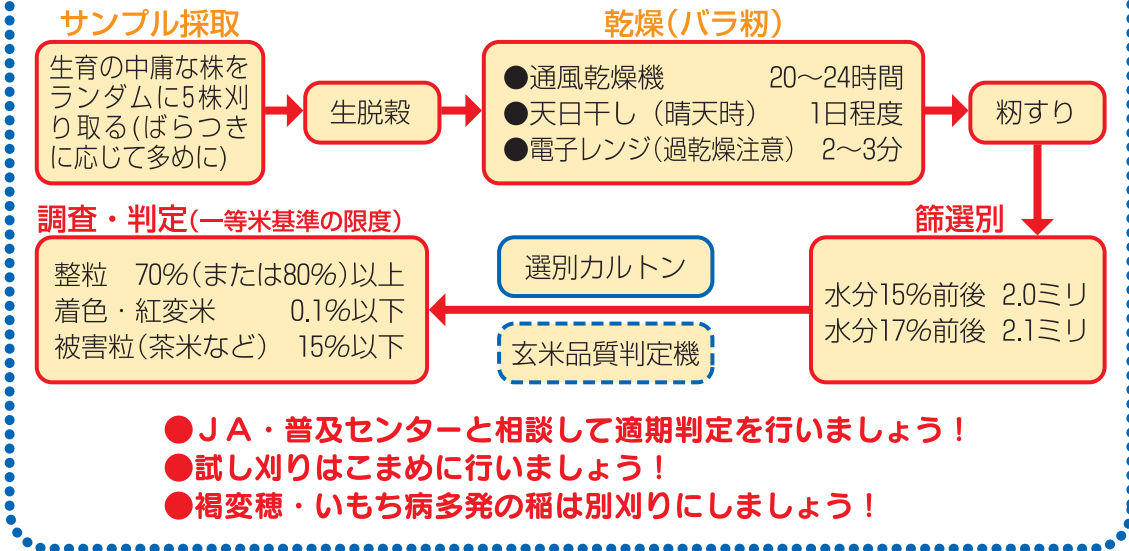 サンプル採取
生育の中庸な株を
ランダムに5株刈
り取る(ばらつき
に応じて多めに)
生脱穀
乾燥(バラ籾)
●通風乾燥機 20〜24時間
●天日干し(晴天時) 1日程度
●電子レンジ(過乾燥注意) 2〜3分
籾すり
篩選別
水分15%前後 2.0ミリ
水分17%前後 2.1ミリ
選別カルトン
玄米品質判定機
調査・判定(一等米基準の限度)
整粒 70%(または80%)以上
着色・紅変米 0.1%以下
被害粒(茶米など) 15%以下
●JA・普及センターと相談して適期判定を行いましょう!
●試し刈りはこまめに行いましょう!
●褐変穂・いもち病多発の稲は別刈りにしましょう!